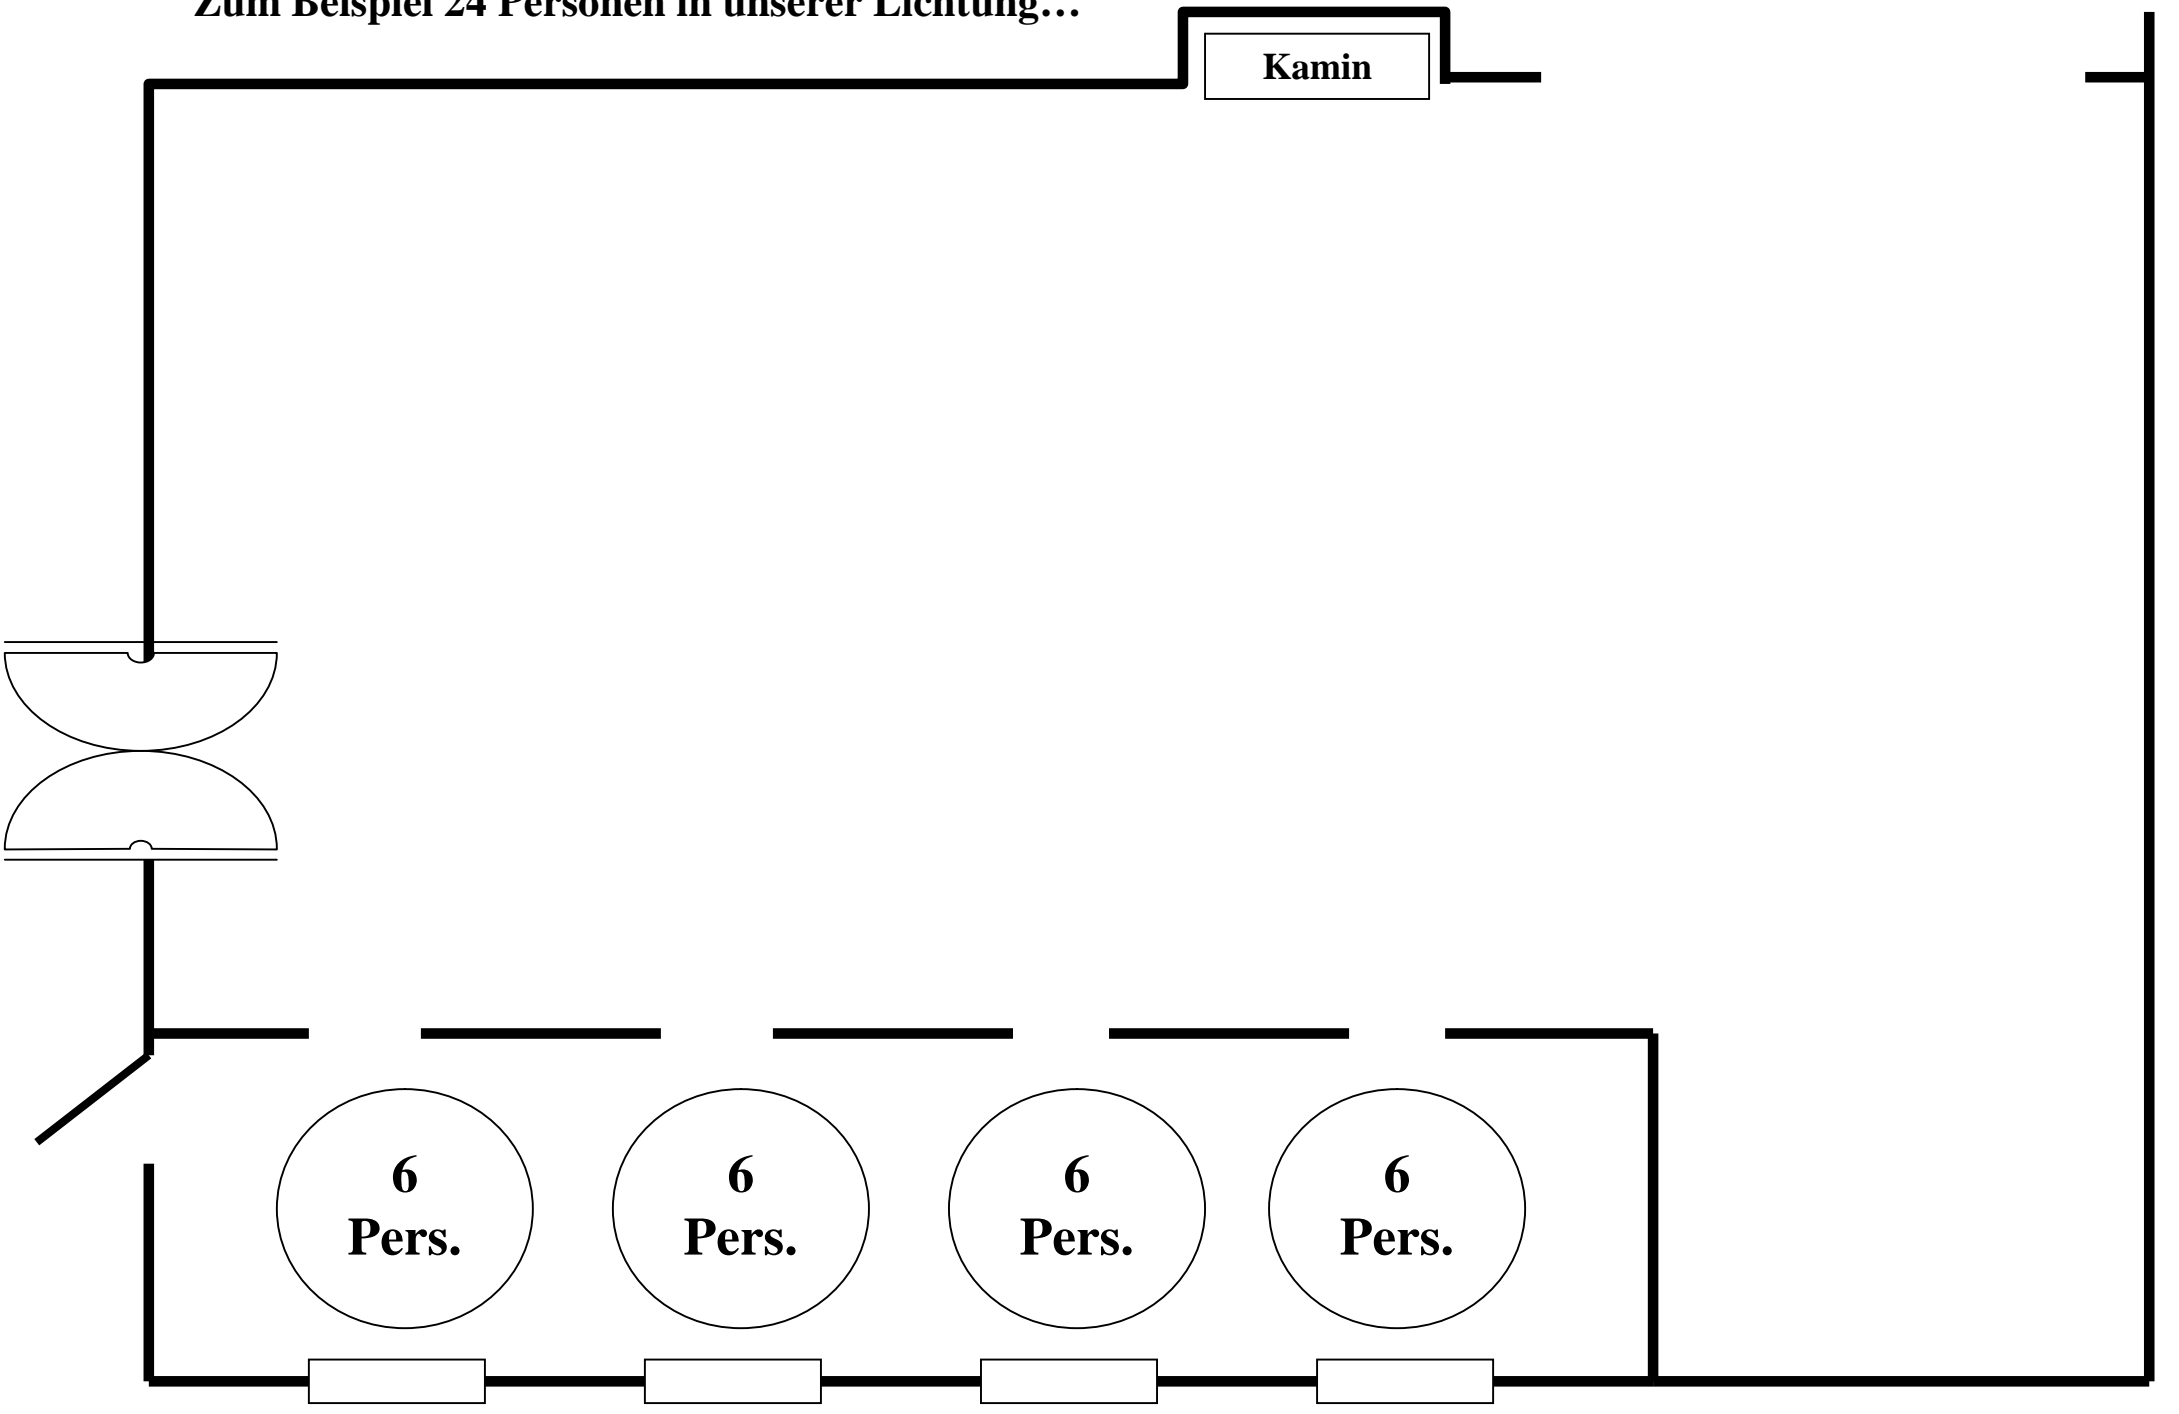 Zum Beispiel 24 Personen in unserer Lichtung…
Kamin
6
Pers.
6
Pers.
6
Pers.
6
Pers.